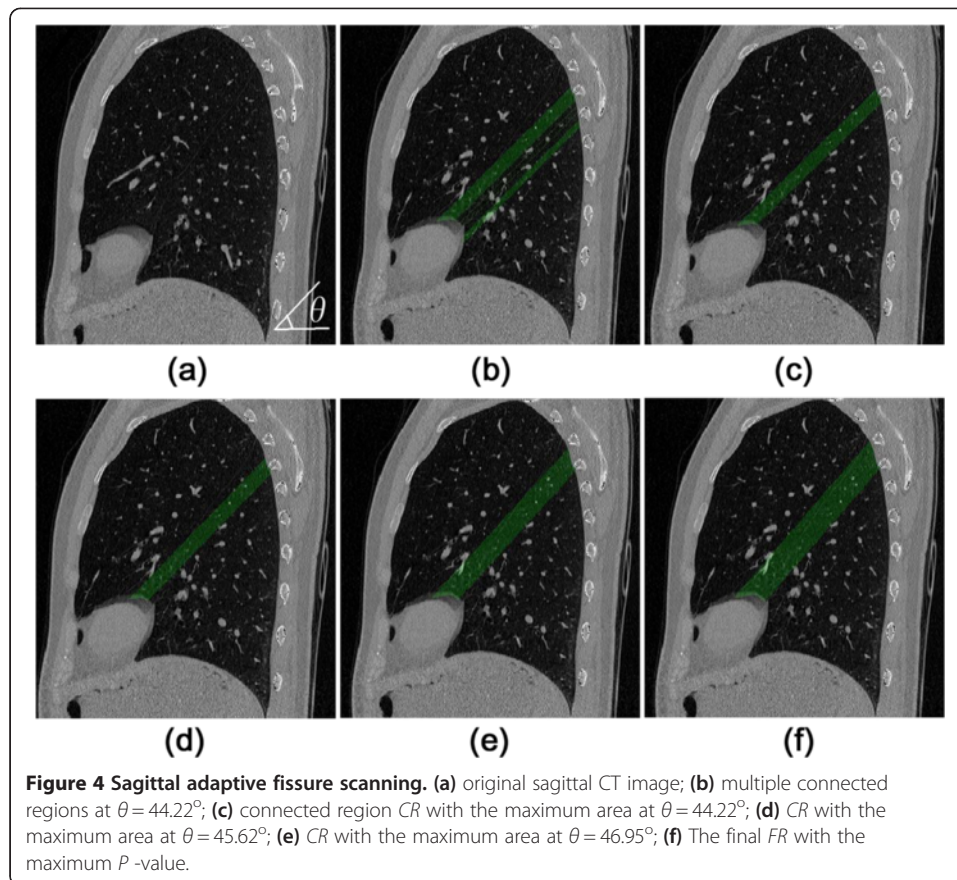 θ
(a)
(b)
(c)
(d)
(e)
(f)
Figure 4 Sagittal adaptive fissure scanning. (a) original sagittal CT image; (b) multiple connected
regions at θ = 44.22°; (c) connected region CR with the maximum area at θ = 44.22°; (d) CR with the
maximum area at θ = 45.62°; (e) CR with the maximum area at θ = 46.95°; (f) The final FR with the
maximum P -value.